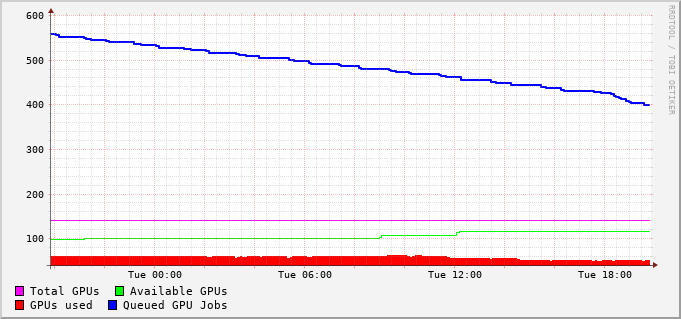 600
500
400
300
200
100
Tue 00:00 Tue 06:00 Tue 12:00 Tue 18:00
Total GPUs Available GPUs
GPUs used Queued GPU Jobs
RRDTOOL / TOBI OETIKER